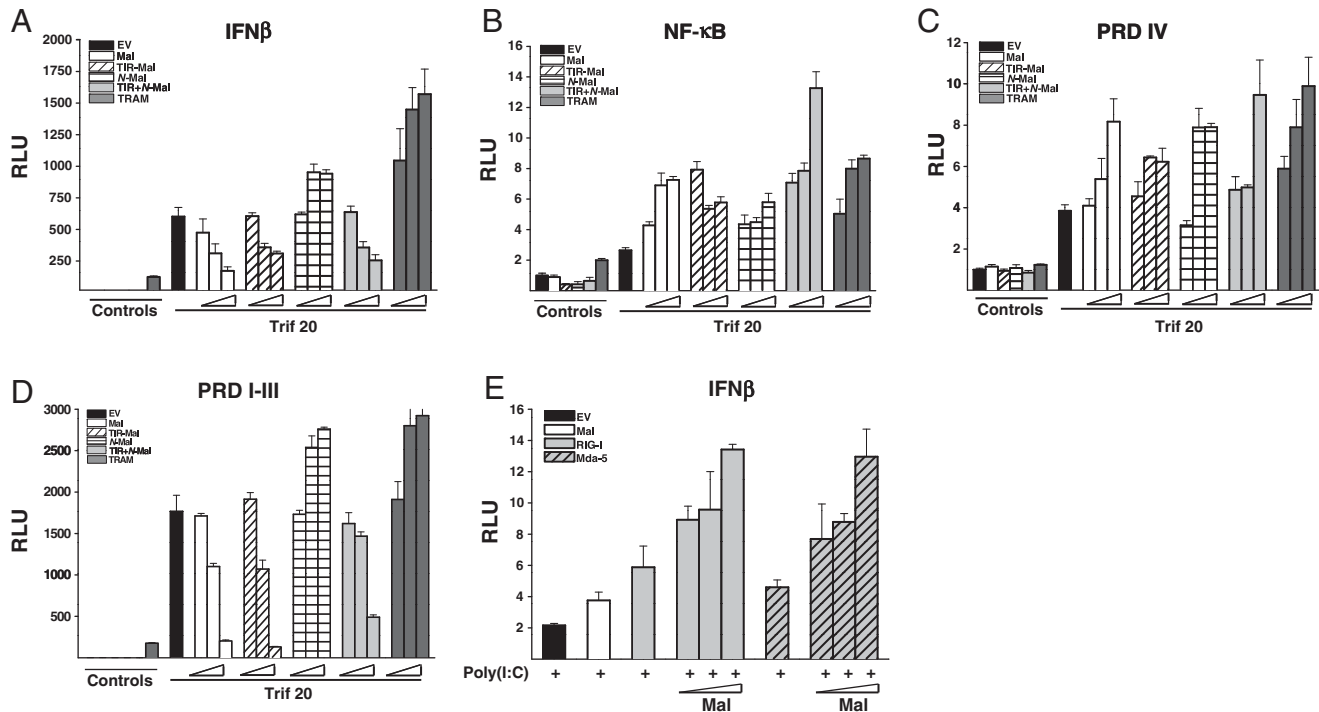 A
IFNβ
2000
1750
1500
1250
1000
750
500
250
RLU
EV
Mal
TIR-Mal
N-Mal
TIR+N-Mal
TRAM
Controls
Trif 20
B
NF-κB
16
14
12
10
8
6
4
2
RLU
EV
Mal
TIR-Mal
N-Mal
TIR+N-Mal
TRAM
Controls
Trif 20
C
PRD IV
12
10
8
6
4
2
RLU
EV
Mal
TIR-Mal
N-Mal
TIR+N-Mal
TRAM
Controls
Trif 20
D
PRD I-III
3000
2500
2000
1500
1000
500
RLU
EV
Mal
TIR-Mal
N-Mal
TIR+N-Mal
TRAM
Controls
Trif 20
E
IFNβ
16
14
12
10
8
6
4
2
RLU
EV
Mal
RIG-I
Mda-5
Poly(I:C) + + + + + + + + + +
Mal Mal